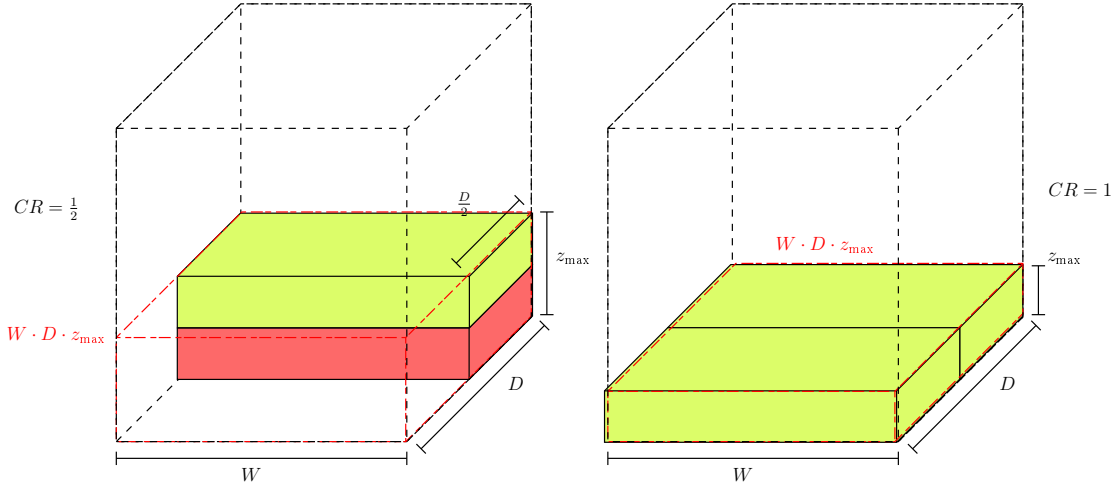 CR = 1/2
D/2
z_max
W · D · z_max
D
W
CR = 1
W · D · z_max
z_max
D
W